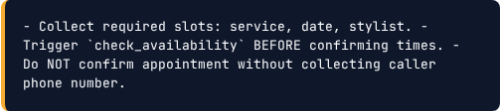 - Collect required slots: service, date, stylist. -
Trigger `check_availability` BEFORE confirming times. -
Do NOT confirm appointment without collecting caller
phone number.